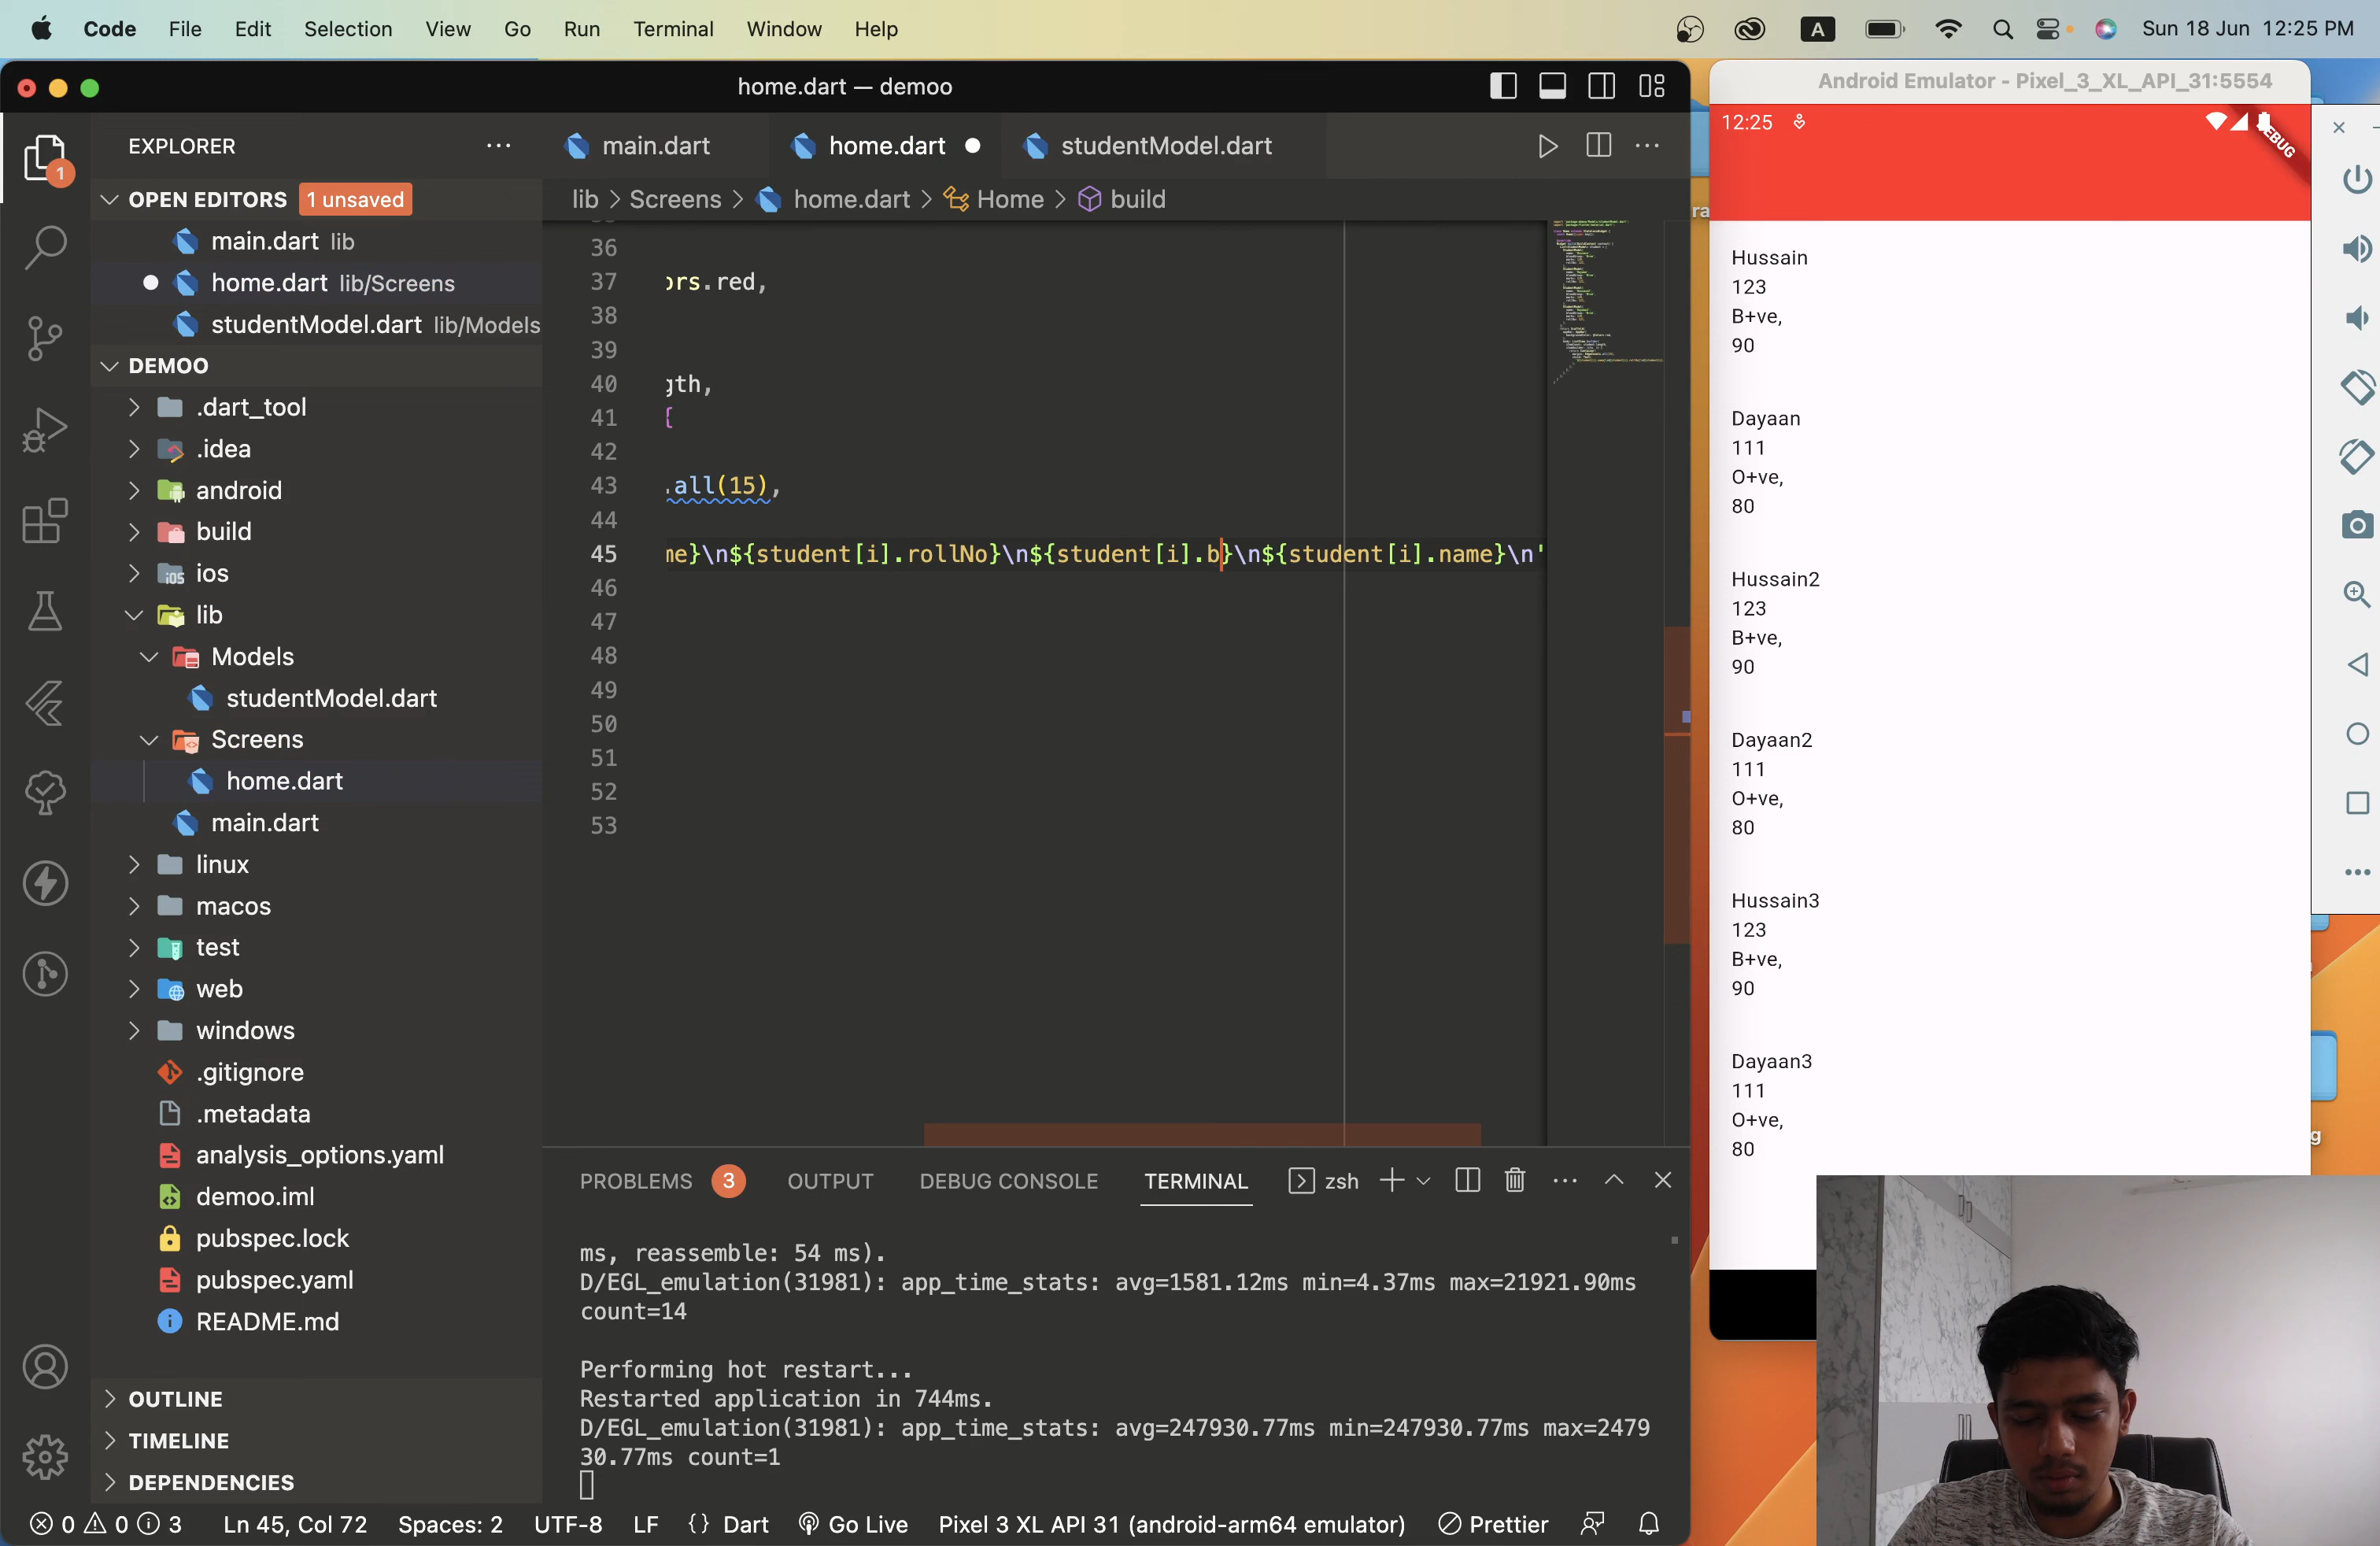 Code File Edit Selection View Go Run Terminal Window Help
A Sun 18 Jun 12:25 PM
home.dart — demoo
EXPLORER
1
OPEN EDITORS 1 unsaved
main.dart lib
home.dart lib/Screens
studentModel.dart lib/Models
DEMOO
.dart_tool
.idea
android
build
ios
lib
Models
studentModel.dart
Screens
home.dart
main.dart
linux
macos
test
web
windows
.gitignore
.metadata
analysis_options.yaml
demoo.iml
pubspec.lock
pubspec.yaml
README.md
OUTLINE
TIMELINE
DEPENDENCIES
main.dart home.dart studentModel.dart
lib > Screens > home.dart > Home > build
36
37 ors.red,
38
39
40 gth,
41 {
42
43 .all(15),
44
45 me}\n${student[i].rollNo}\n${student[i].b}\n${student[i].name}\n'
46
47
48
49
50
51
52
53
PROBLEMS 3 OUTPUT DEBUG CONSOLE TERMINAL zsh
ms, reassemble: 54 ms).
D/EGL_emulation(31981): app_time_stats: avg=1581.12ms min=4.37ms max=21921.90ms
count=14
Performing hot restart...
Restarted application in 744ms.
D/EGL_emulation(31981): app_time_stats: avg=247930.77ms min=247930.77ms max=2479
30.77ms count=1
0 0 3 Ln 45, Col 72 Spaces: 2 UTF-8 LF {} Dart Go Live Pixel 3 XL API 31 (android-arm64 emulator) Prettier
Android Emulator - Pixel_3_XL_API_31:5554
12:25
DEBUG
Hussain
123
B+ve,
90
Dayaan
111
O+ve,
80
Hussain2
123
B+ve,
90
Dayaan2
111
O+ve,
80
Hussain3
123
B+ve,
90
Dayaan3
111
O+ve,
80
ra
g